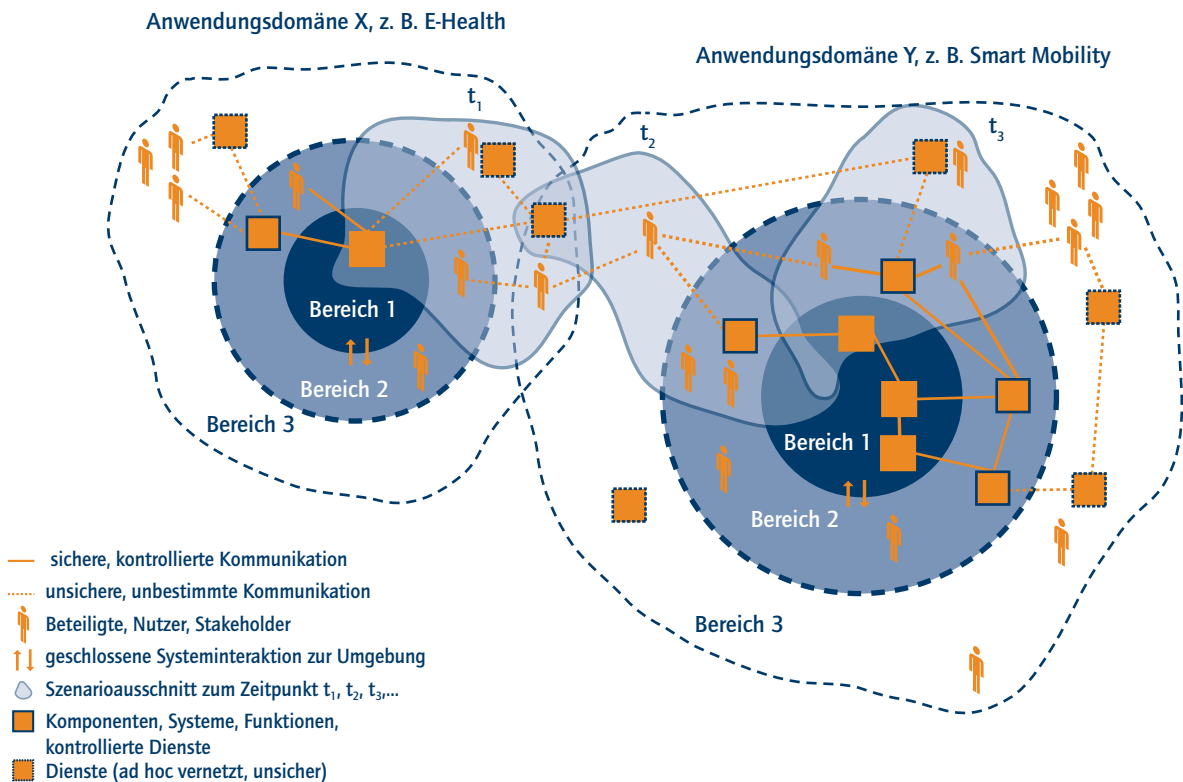 Anwendungsdomäne X, z. B. E-Health
Anwendungsdomäne Y, z. B. Smart Mobility
t₁
t₂
t₃
Bereich 1
Bereich 2
Bereich 3
Bereich 1
Bereich 2
Bereich 3
sichere, kontrollierte Kommunikation
unsichere, unbestimmte Kommunikation
Beteiligte, Nutzer, Stakeholder
geschlossene Systeminteraktion zur Umgebung
Szenarioausschnitt zum Zeitpunkt t₁, t₂, t₃,...
Komponenten, Systeme, Funktionen,
kontrollierte Dienste
Dienste (ad hoc vernetzt, unsicher)